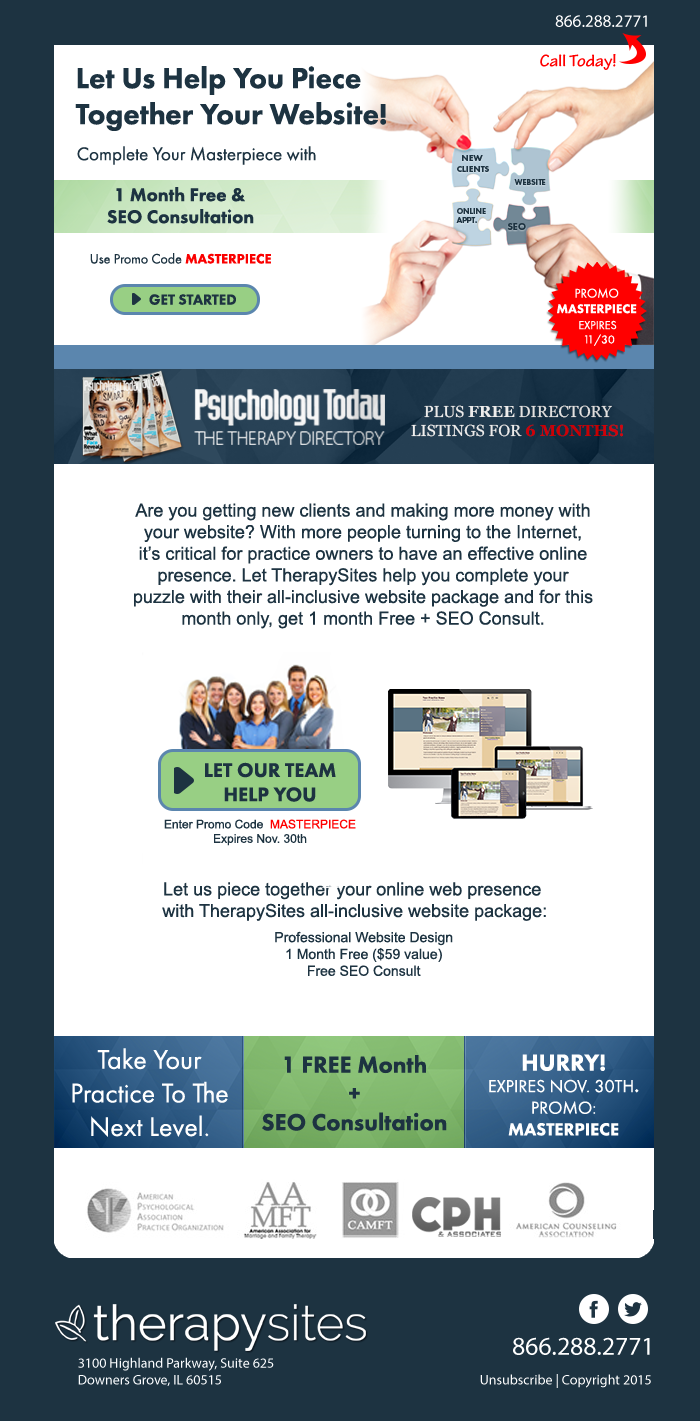 866.288.2771
Call Today!
Let Us Help You Piece
Together Your Website!
Complete Your Masterpiece with
1 Month Free &
SEO Consultation
Use Promo Code MASTERPIECE
GET STARTED
NEW
CLIENTS
WEBSITE
ONLINE
APPT.
SEO
PROMO
MASTERPIECE
EXPIRES
11/30
Psychology Today
THE THERAPY DIRECTORY
PLUS FREE DIRECTORY
LISTINGS FOR 6 MONTHS!
Are you getting new clients and making more money with
your website? With more people turning to the Internet,
it's critical for practice owners to have an effective online
presence. Let TherapySites help you complete your
puzzle with their all-inclusive website package and for this
month only, get 1 month Free + SEO Consult.
LET OUR TEAM
HELP YOU
Enter Promo Code MASTERPIECE
Expires Nov. 30th
Let us piece together your online web presence
with TherapySites all-inclusive website package:
Professional Website Design
1 Month Free ($59 value)
Free SEO Consult
Take Your
Practice To The
Next Level.
1 FREE Month
+
SEO Consultation
HURRY!
EXPIRES NOV. 30TH.
PROMO:
MASTERPIECE
AMERICAN
PSYCHOLOGICAL
ASSOCIATION
PRACTICE ORGANIZATION
AA
MFT
American Association for
Marriage and Family Therapy
CAMFT
CPH
& ASSOCIATES
AMERICAN COUNSELING
ASSOCIATION
therapysites
3100 Highland Parkway, Suite 625
Downers Grove, IL 60515
866.288.2771
Unsubscribe | Copyright 2015